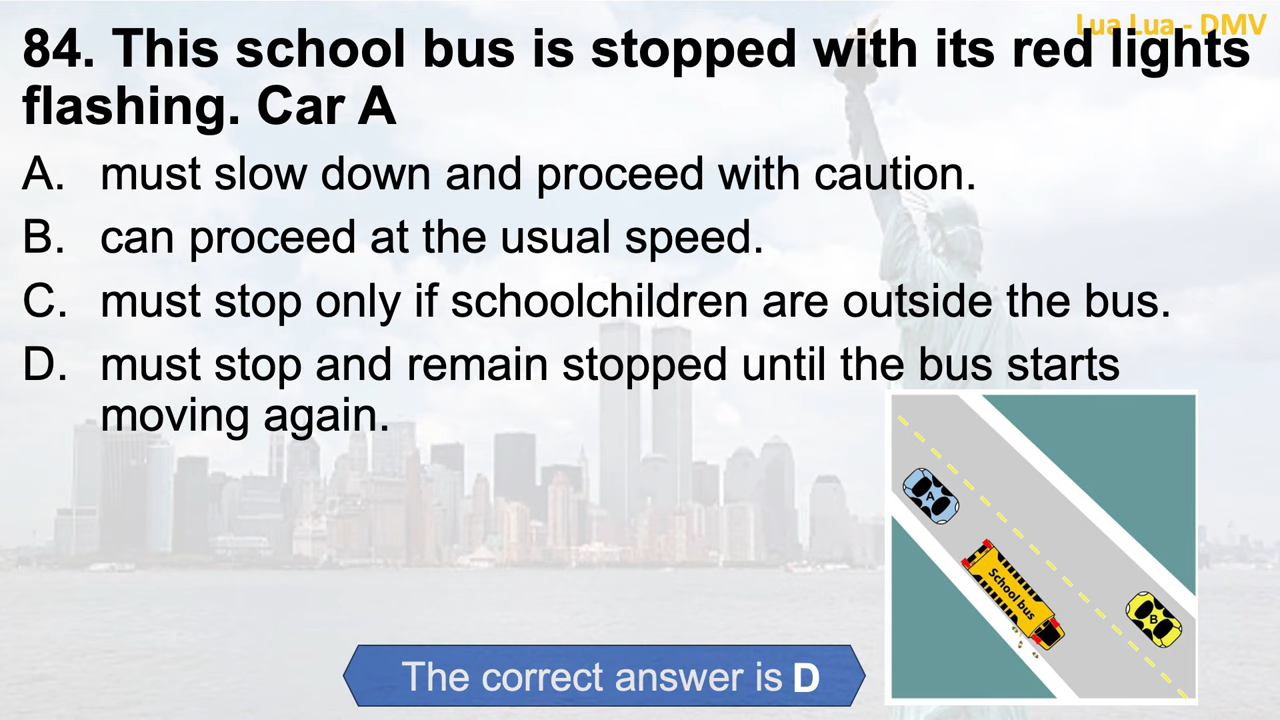 Lua Lua - DMV
84. This school bus is stopped with its red lights
flashing. Car A
A. must slow down and proceed with caution.
B. can proceed at the usual speed.
C. must stop only if schoolchildren are outside the bus.
D. must stop and remain stopped until the bus starts
moving again.
A
School bus
B
The correct answer is D